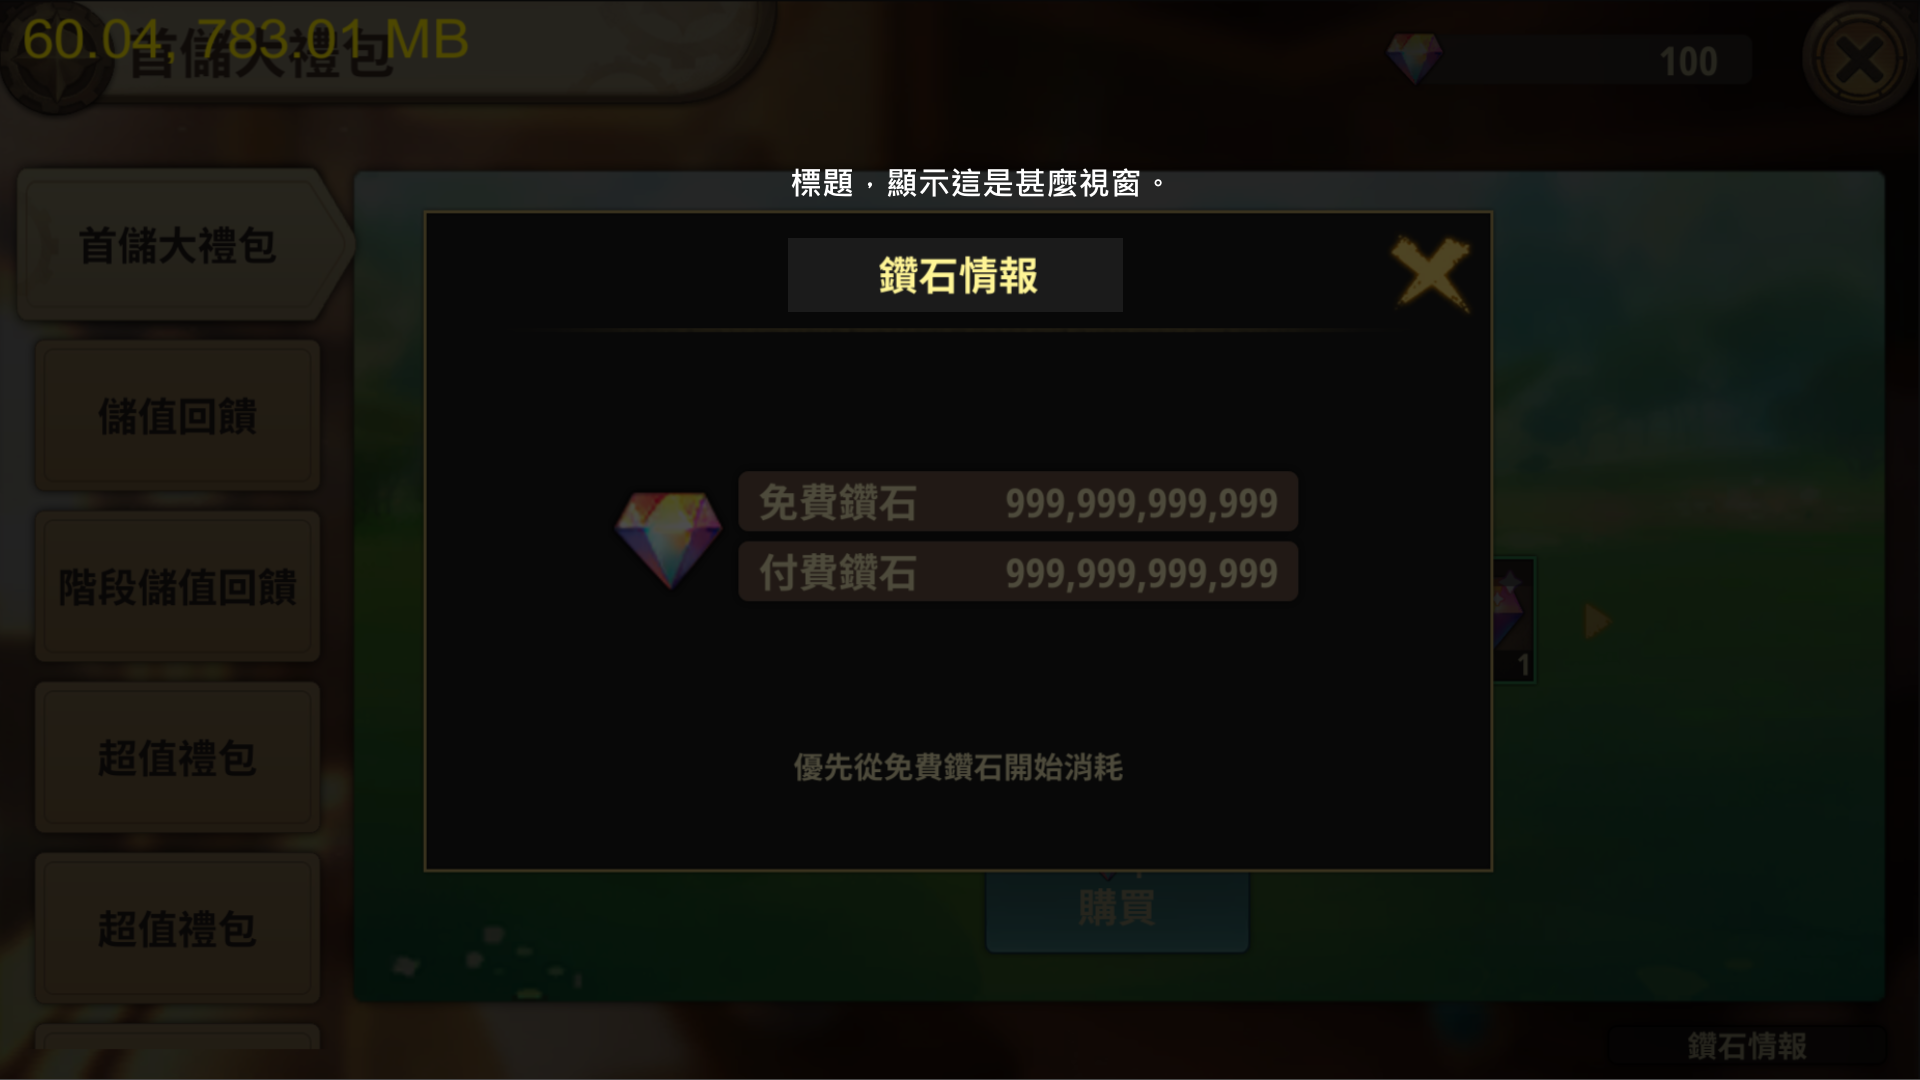 60.04, 783.01 MB
首儲大禮包
100
標題，顯示這是甚麼視窗。
鑽石情報
首儲大禮包
儲值回饋
階段儲值回饋
超值禮包
超值禮包
免費鑽石 999,999,999,999
付費鑽石 999,999,999,999
1
優先從免費鑽石開始消耗
購買
鑽石情報